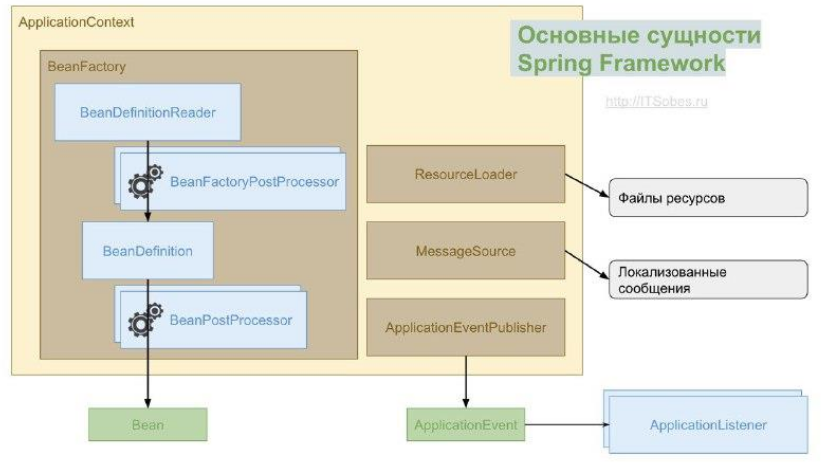 ApplicationContext
Основные сущности
Spring Framework
http://ITSobes.ru
BeanFactory
BeanDefinitionReader
BeanFactoryPostProcessor
BeanDefinition
BeanPostProcessor
Bean
ResourceLoader
Файлы ресурсов
MessageSource
Локализованные
сообщения
ApplicationEventPublisher
ApplicationEvent
ApplicationListener